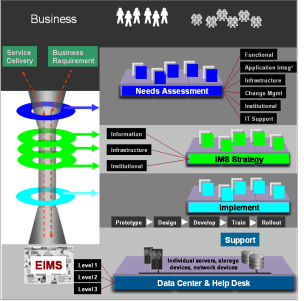 Business
Service
Delivery
Business
Requirement
Functional
Application Integ'
Infrastructure
Change Mgmt
Institutional
IT Support
Needs Assessment
Information
Infrastructure
Institutional
IMS Strategy
Implement
Prototype
Design
Develop
Train
Rollout
Support
EIMS
Level 1
Level 2
Level 3
Individual servers, storage
devices, network devices
Data Center & Help Desk